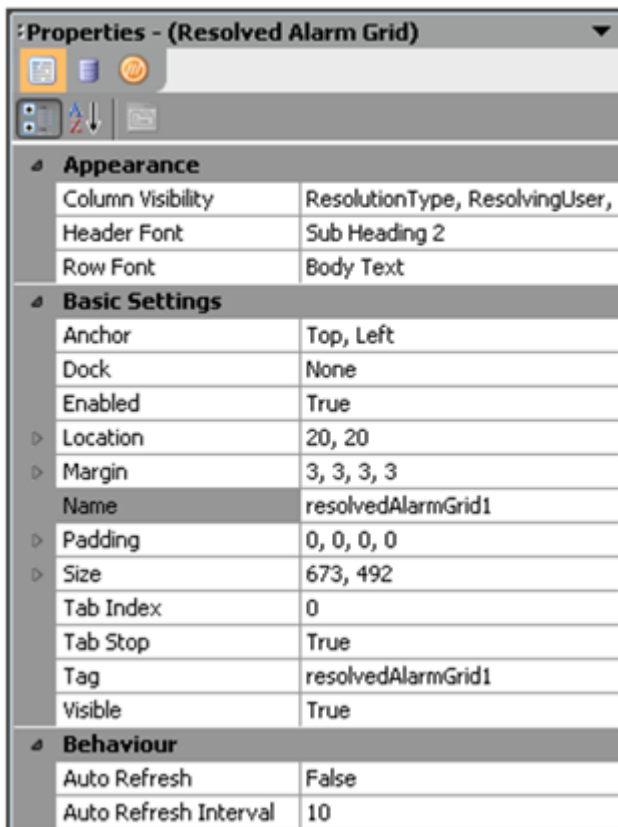 Properties - (Resolved Alarm Grid)
Appearance
Column Visibility ResolutionType, ResolvingUser,
Header Font Sub Heading 2
Row Font Body Text
Basic Settings
Anchor Top, Left
Dock None
Enabled True
Location 20, 20
Margin 3, 3, 3, 3
Name resolvedAlarmGrid1
Padding 0, 0, 0, 0
Size 673, 492
Tab Index 0
Tab Stop True
Tag resolvedAlarmGrid1
Visible True
Behaviour
Auto Refresh False
Auto Refresh Interval 10